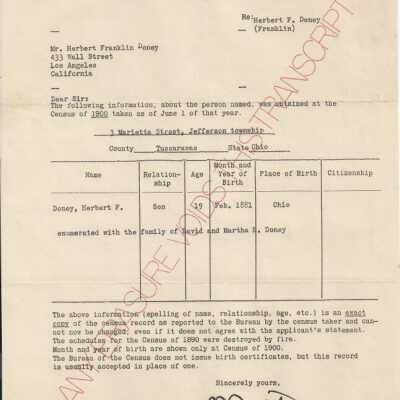 Re: Herbert F. Doney
(Franklin)
Mr. Herbert Franklin Doney
433 Wall Street
Los Angeles
California
Dear Sir:
The following information, about the person named, was obtained at the
Census of 1900 taken as of June 1 of that year.
3 Marietta Street, Jefferson township
County Tuscarawas State Ohio
Name Relation-ship Age Month and Year of Birth Place of Birth Citizenship
Doney, Herbert F. Son 19 Feb. 1881 Ohio
enumerated with the family of David and Martha E. Doney
The above information (spelling of name, relationship, age, etc.) is an exact
copy of the census record as reported to the Bureau by the census taker and can-
not now be changed, even if it does not agree with the applicant's statement.
The schedules for the Census of 1890 were destroyed by fire.
Month and year of birth are shown only at Census of 1900.
The Bureau of the Census does not issue birth certificates, but this record
is usually accepted in place of one.
Sincerely yours,
ANY ERASURE VOIDS THIS TRANSCRIPT